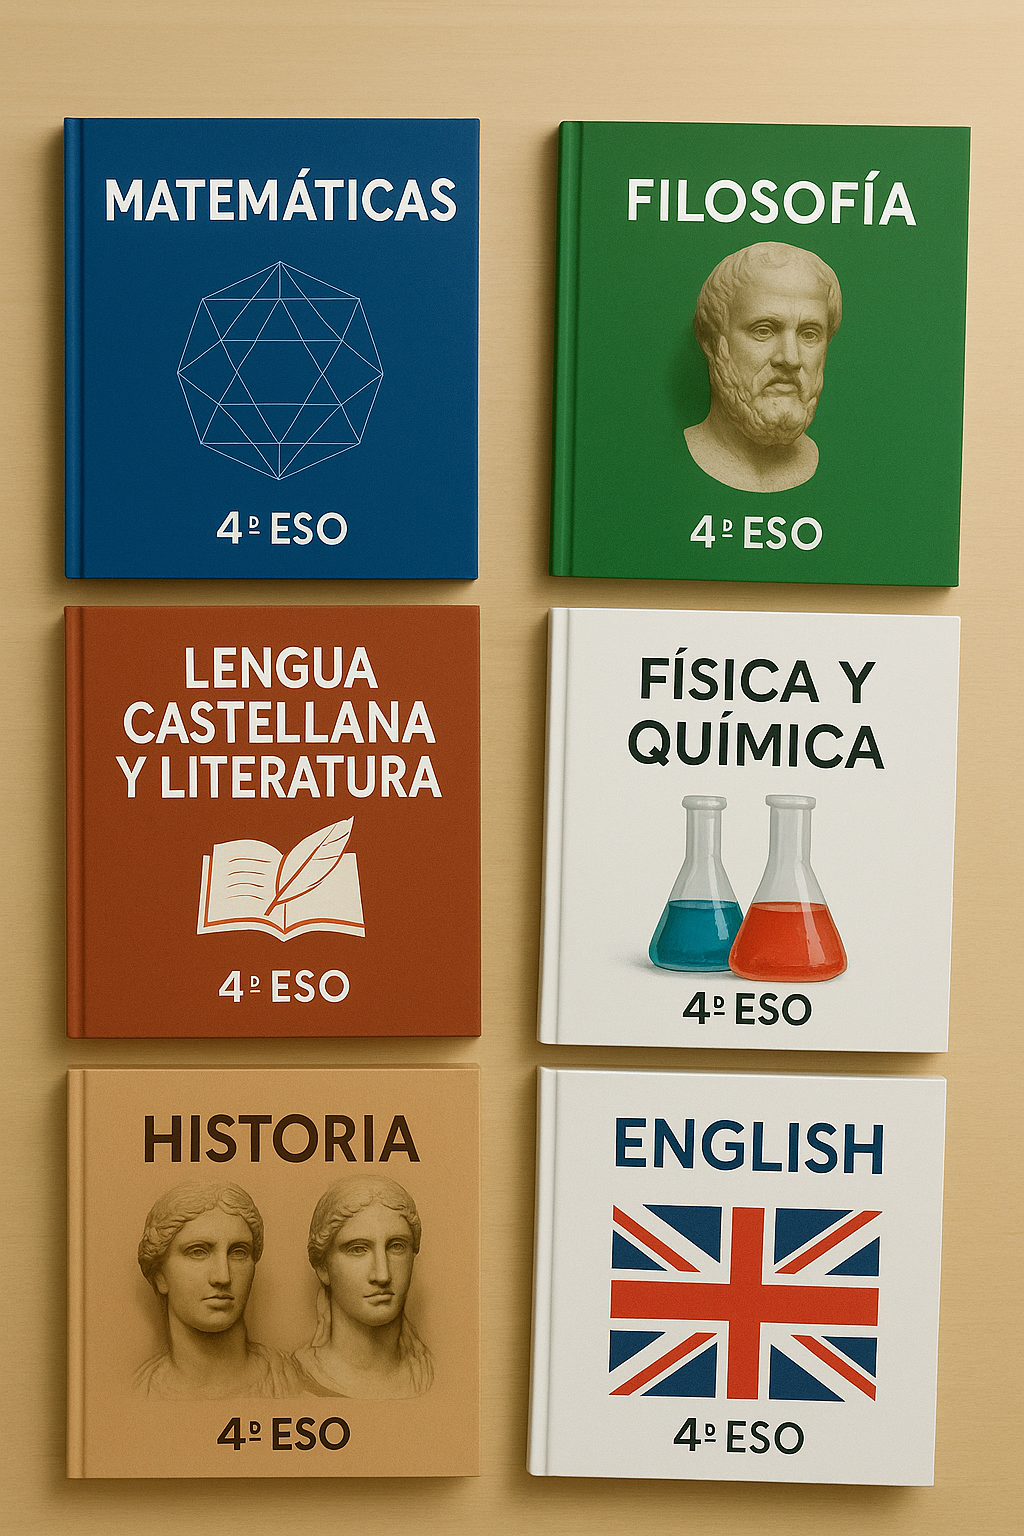 MATEMÁTICAS
4º ESO
FILOSOFÍA
4º ESO
LENGUA
CASTELLANA
Y LITERATURA
4º ESO
FÍSICA Y
QUÍMICA
4º ESO
HISTORIA
4º ESO
ENGLISH
4º ESO